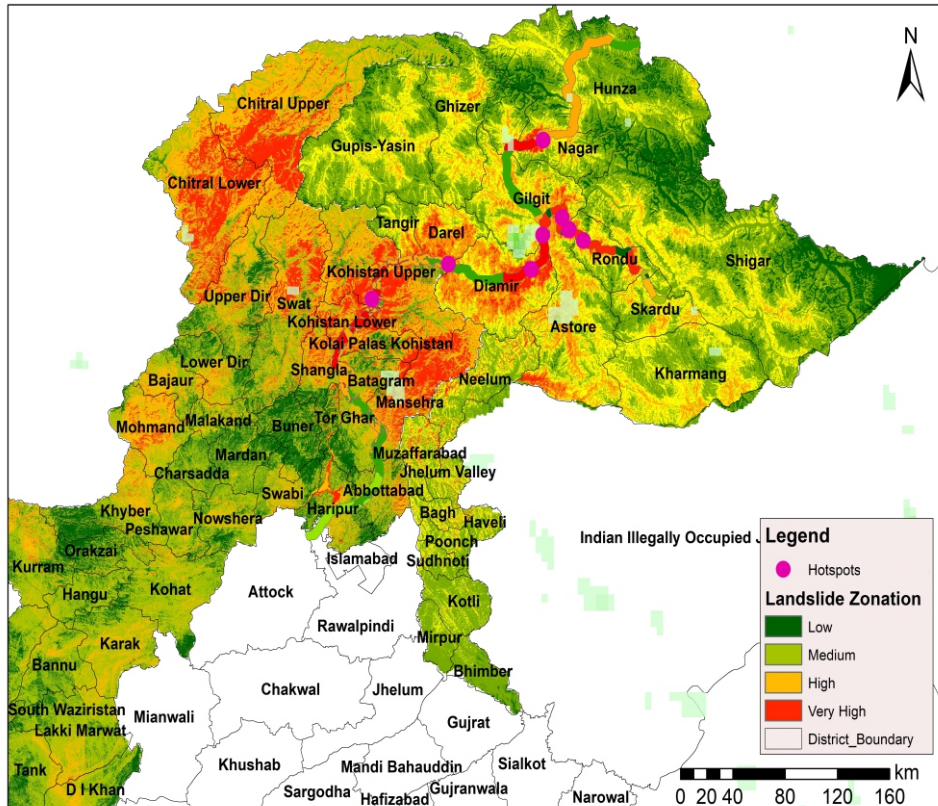 N
Chitral Upper
Hunza
Ghizer
Gupis-Yasin
Nagar
Chitral Lower
Gilgit
Tangir
Darel
Rondu
Shigar
Kohistan Upper
Diamir
Upper Dir
Swat
Skardu
Kohistan Lower
Astore
Kolai Palas Kohistan
Lower Dir
Shangla
Kharmang
Bajaur
Batagram
Neelum
Mansehra
Malakand
Tor Ghar
Mohmand
Buner
Mardan
Muzaffarabad
Charsadda
Jhelum Valley
Swabi
Abbottabad
Khyber
Haripur
Bagh
Haveli
Nowshera
Peshawar
Poonch
Orakzai
Islamabad
Sudhnoti
Indian Illegally Occupied J
Kurram
Hangu
Kohat
Attock
Kotli
Rawalpindi
Mirpur
Karak
Bannu
Bhimber
Chakwal
Jhelum
South Waziristan
Mianwali
Gujrat
Lakki Marwat
Khushab
Mandi Bahauddin
Sialkot
Tank
D I Khan
Sargodha
Gujranwala
Hafizabad
Narowal
Legend
Hotspots
Landslide Zonation
Low
Medium
High
Very High
District_Boundary
km
0 20 40 80 120 160